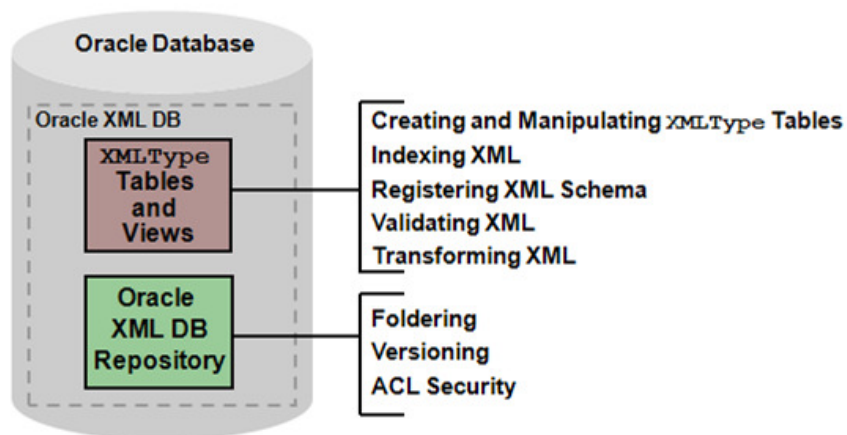 Oracle Database
Oracle XML DB
XMLType
Tables
and
Views
Creating and Manipulating XMLType Tables
Indexing XML
Registering XML Schema
Validating XML
Transforming XML
Oracle
XML DB
Repository
Foldering
Versioning
ACL Security